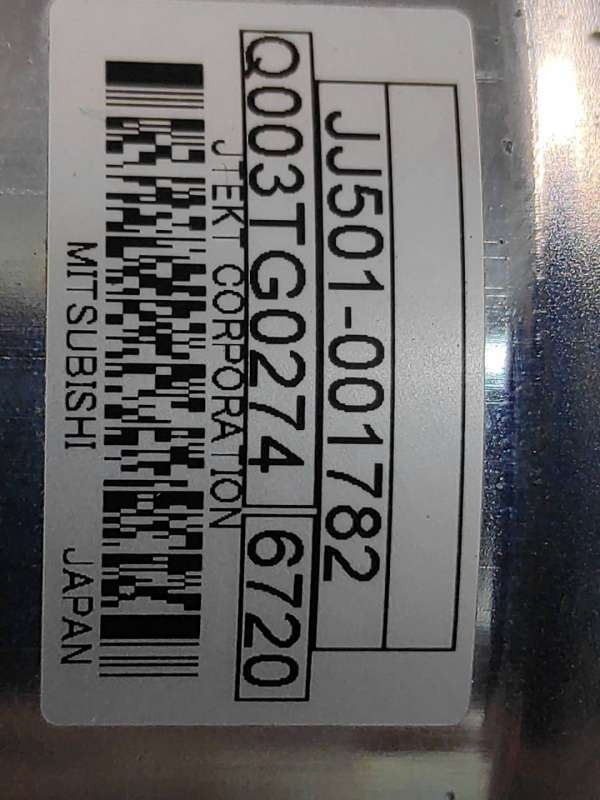 JJ501-001782
Q003TG0274 6720
JTEKT CORPORATION
MITSUBISHI JAPAN